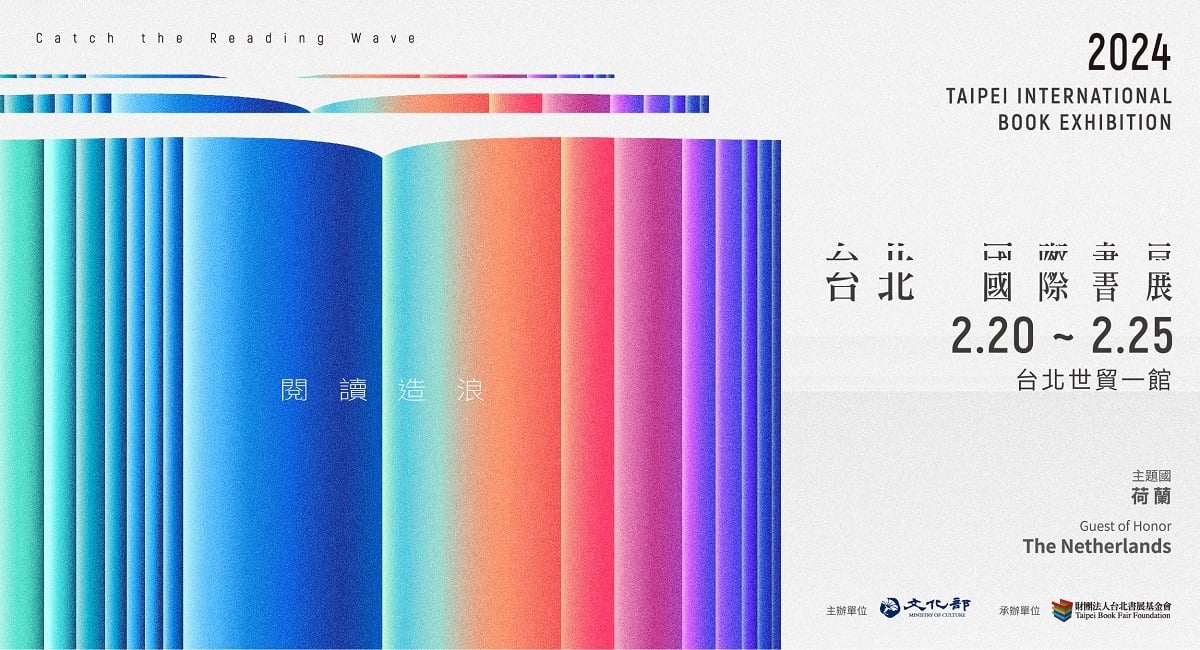 Catch the Reading Wave
2024
TAIPEI INTERNATIONAL
BOOK EXHIBITION
台北 國際書展
2.20 ~ 2.25
台北世貿一館
閱讀造浪
主題國
荷蘭
Guest of Honor
The Netherlands
主辦單位 文化部
MINISTRY OF CULTURE
承辦單位 財團法人台北書展基金會
Taipei Book Fair Foundation